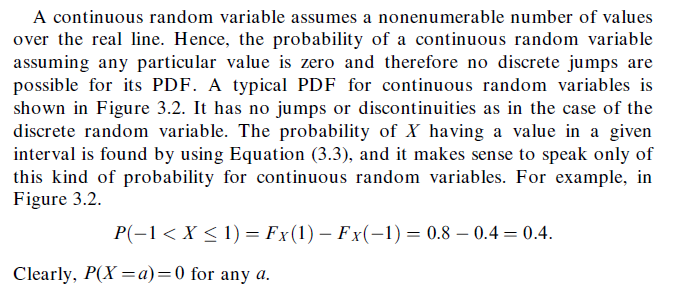 A continuous random variable assumes a nonenumerable number of values
over the real line. Hence, the probability of a continuous random variable
assuming any particular value is zero and therefore no discrete jumps are
possible for its PDF. A typical PDF for continuous random variables is
shown in Figure 3.2. It has no jumps or discontinuities as in the case of the
discrete random variable. The probability of X having a value in a given
interval is found by using Equation (3.3), and it makes sense to speak only of
this kind of probability for continuous random variables. For example, in
Figure 3.2.
P(−1 < X ≤ 1) = F_X(1) − F_X(−1) = 0.8 − 0.4 = 0.4.
Clearly, P(X = a) = 0 for any a.